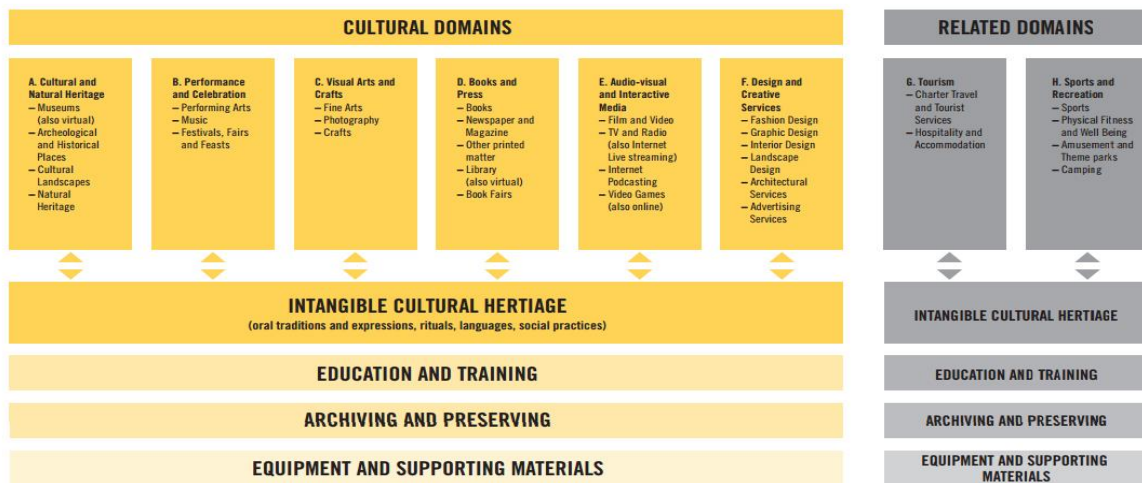 CULTURAL DOMAINS
A. Cultural and
Natural Heritage
– Museums
(also virtual)
– Archeological
and Historical
Places
– Cultural
Landscapes
– Natural
Heritage
B. Performance
and Celebration
– Performing Arts
– Music
– Festivals, Fairs
and Feasts
C. Visual Arts and
Crafts
– Fine Arts
– Photography
– Crafts
D. Books and
Press
– Books
– Newspaper and
Magazine
– Other printed
matter
– Library
(also virtual)
– Book Fairs
E. Audio-visual
and Interactive
Media
– Film and Video
– TV and Radio
(also Internet
Live streaming)
– Internet
Podcasting
– Video Games
(also online)
F. Design and
Creative
Services
– Fashion Design
– Graphic Design
– Interior Design
– Landscape
Design
– Architectural
Services
– Advertising
Services
INTANGIBLE CULTURAL HERTIAGE
(oral traditions and expressions, rituals, languages, social practices)
EDUCATION AND TRAINING
ARCHIVING AND PRESERVING
EQUIPMENT AND SUPPORTING MATERIALS
RELATED DOMAINS
G. Tourism
– Charter Travel
and Tourist
Services
– Hospitality and
Accommodation
H. Sports and
Recreation
– Sports
– Physical Fitness
and Well Being
– Amusement and
Theme parks
– Camping
INTANGIBLE CULTURAL HERTIAGE
EDUCATION AND TRAINING
ARCHIVING AND PRESERVING
EQUIPMENT AND SUPPORTING
MATERIALS